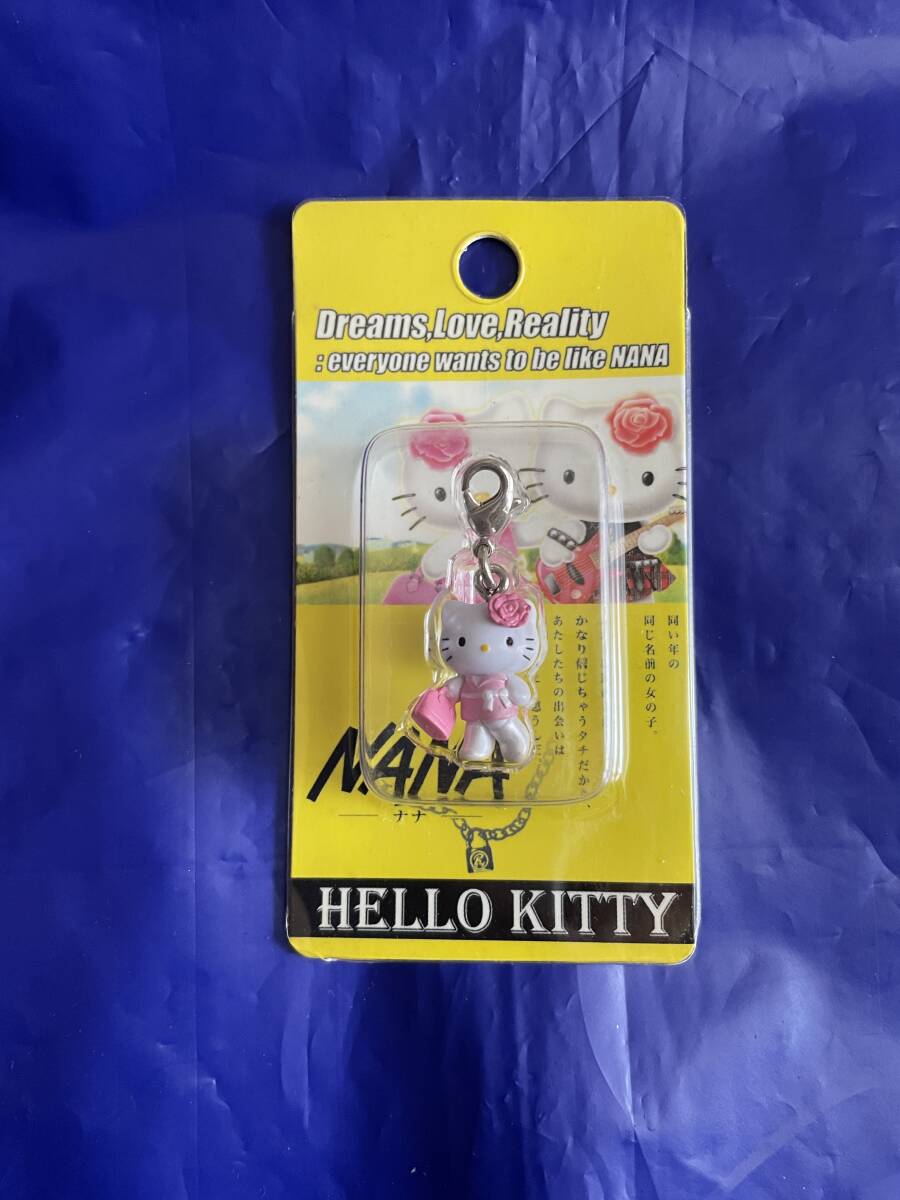 Dreams,Love,Reality
: everyone wants to be like NANA
同い年の
同じ名前の女の子。
かなり信じちゃうタチだか
あたしたちの出会いは
NANA
ナナ
R
HELLO KITTY